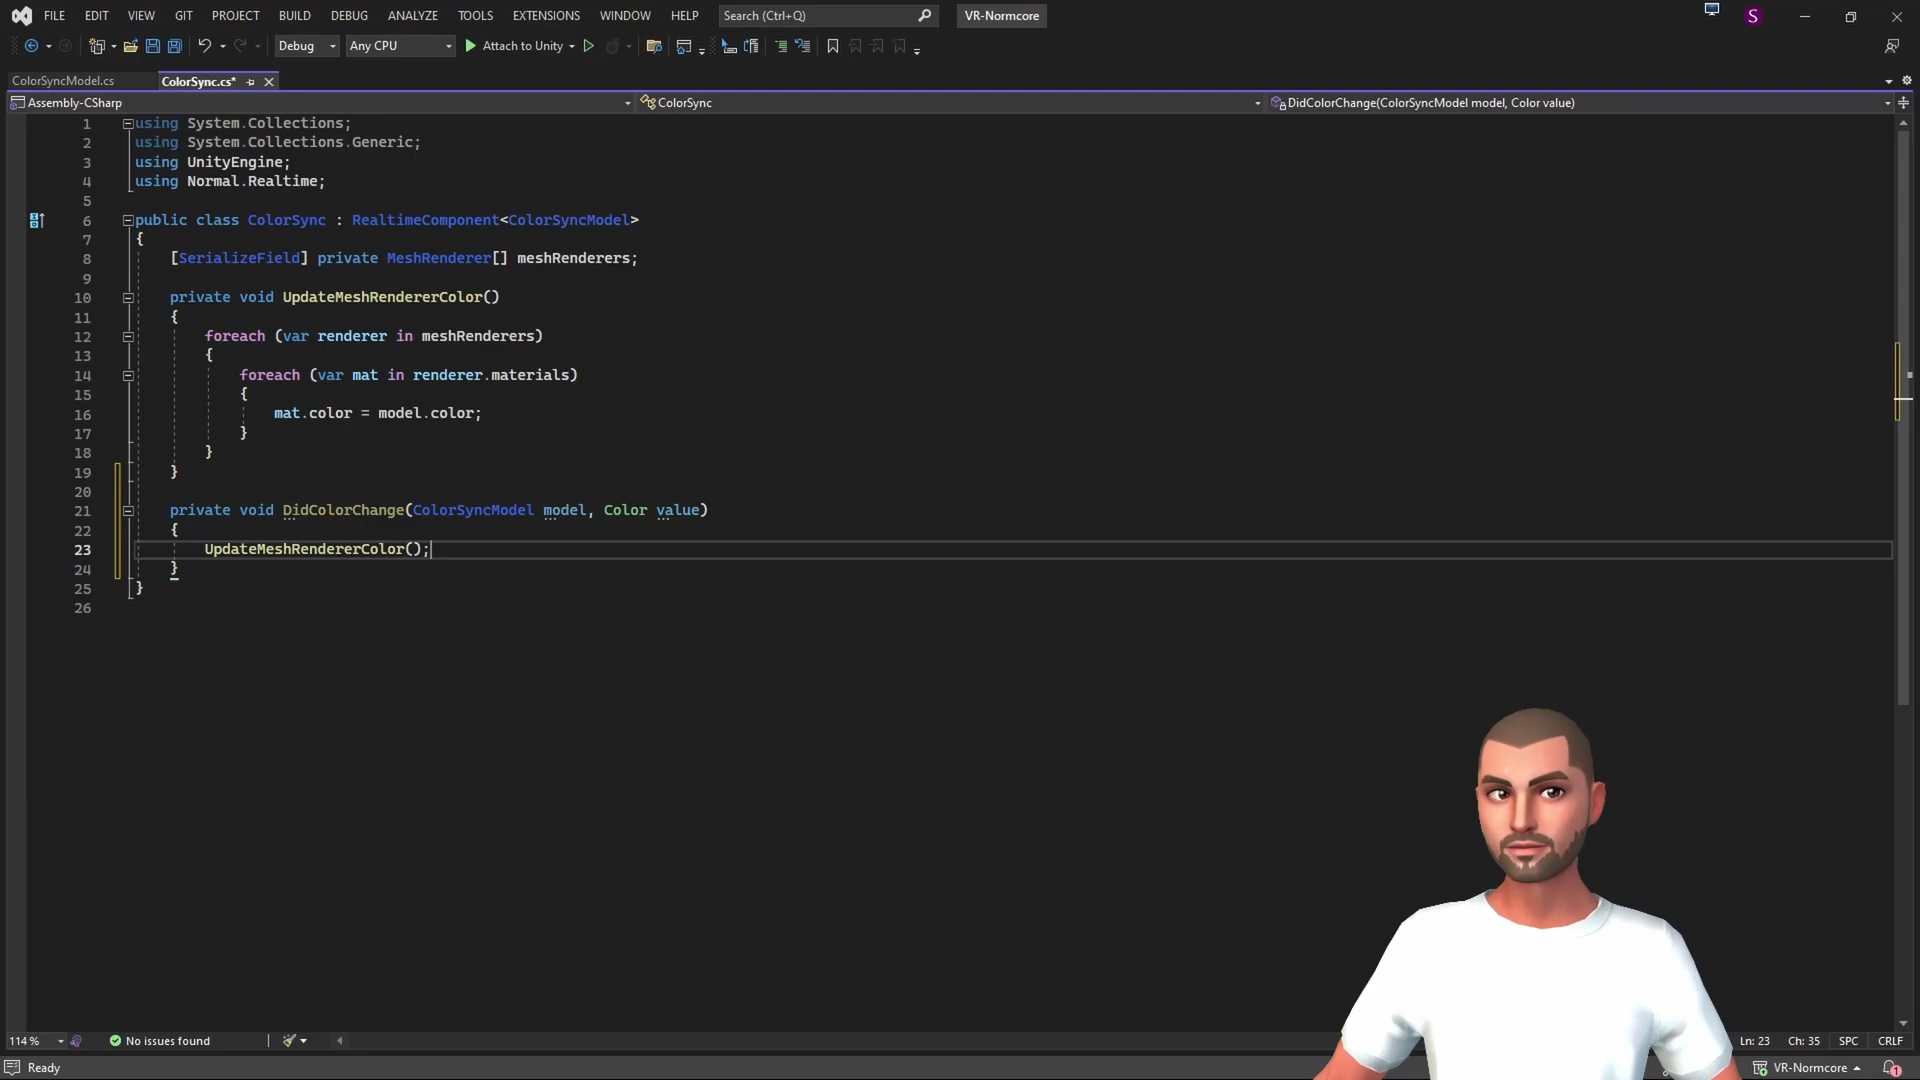 FILE EDIT VIEW GIT PROJECT BUILD DEBUG ANALYZE TOOLS EXTENSIONS WINDOW HELP Search (Ctrl+Q) VR-Normcore S
Debug Any CPU Attach to Unity
ColorSyncModel.cs ColorSync.cs*
Assembly-CSharp ColorSync DidColorChange(ColorSyncModel model, Color value)
1 using System.Collections;
2 using System.Collections.Generic;
3 using UnityEngine;
4 using Normal.Realtime;
5
6 public class ColorSync : RealtimeComponent<ColorSyncModel>
7 {
8 [SerializeField] private MeshRenderer[] meshRenderers;
9
10 private void UpdateMeshRendererColor()
11 {
12 foreach (var renderer in meshRenderers)
13 {
14 foreach (var mat in renderer.materials)
15 {
16 mat.color = model.color;
17 }
18 }
19 }
20
21 private void DidColorChange(ColorSyncModel model, Color value)
22 {
23 UpdateMeshRendererColor();
24 }
25 }
26
114 % No issues found Ln: 23 Ch: 35 SPC CRLF
Ready VR-Normcore 1